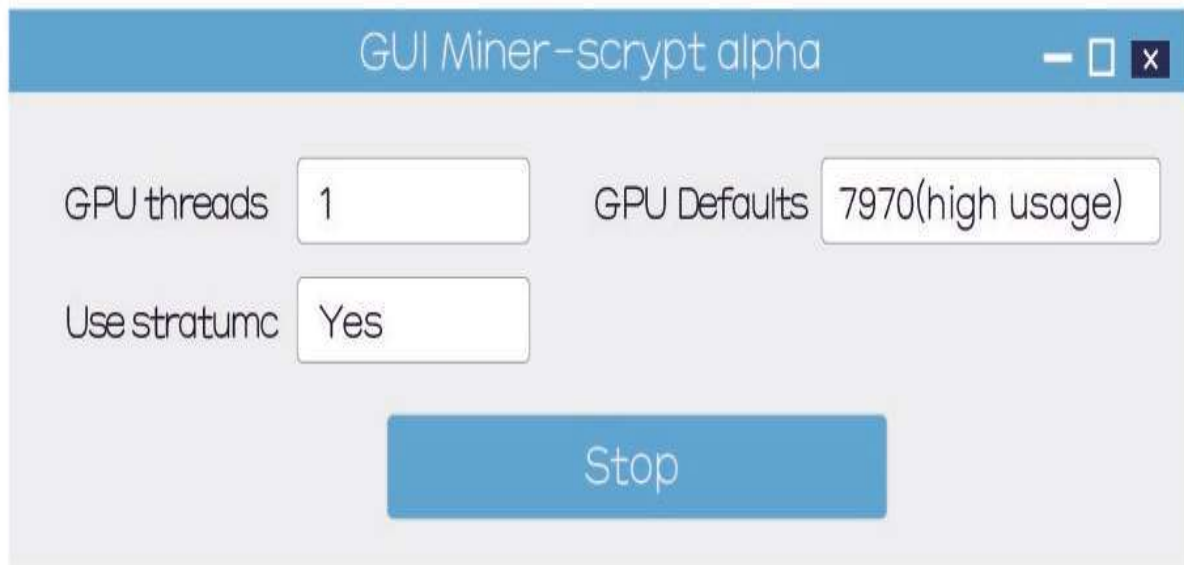 GUI Miner-scrypt alpha
x
GPU threads 1 GPU Defaults 7970(high usage)
Use stratumc Yes
Stop